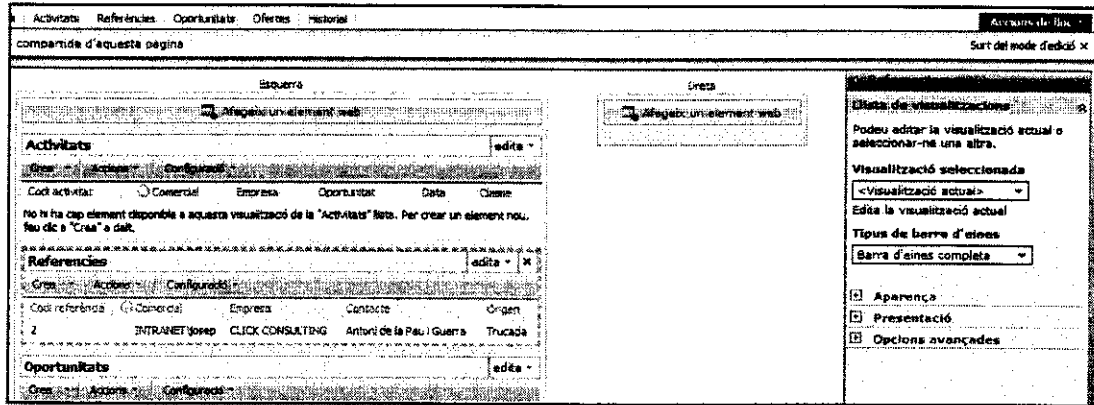 Activitats Referències Oportunitats Ofertes Historial
Accions de lloc
compartida d'aquesta pàgina
Surt del mode d'edició ×
Esquerra
Dreta
Afegeix un element web
Afegeix un element web
Llista de visualitzacions
Podeu editar la visualització actual o
seleccionar-ne una altra.
Visualització seleccionada
<Visualització actual>
Edita la visualització actual
Tipus de barra d'eines
Barra d'eines completa
Aparença
Presentació
Opcions avançades
Activitats
edita
Crea Accions Configuració
Codi activitat Comercial Empresa Oportunitat Data Cliente
No hi ha cap element disponible a aquesta visualització de la "Activitats" llista. Per crear un element nou,
feu clic a "Crea" a dalt.
Referencies
edita ×
Crea Accions Configuració
Codi referència Comercial Empresa Contacte Origen
2 INTRANET\josep CLICK CONSULTING Antoni de la Pau i Guerra Trucada
Oportunitats
edita
Crea Accions Configuració